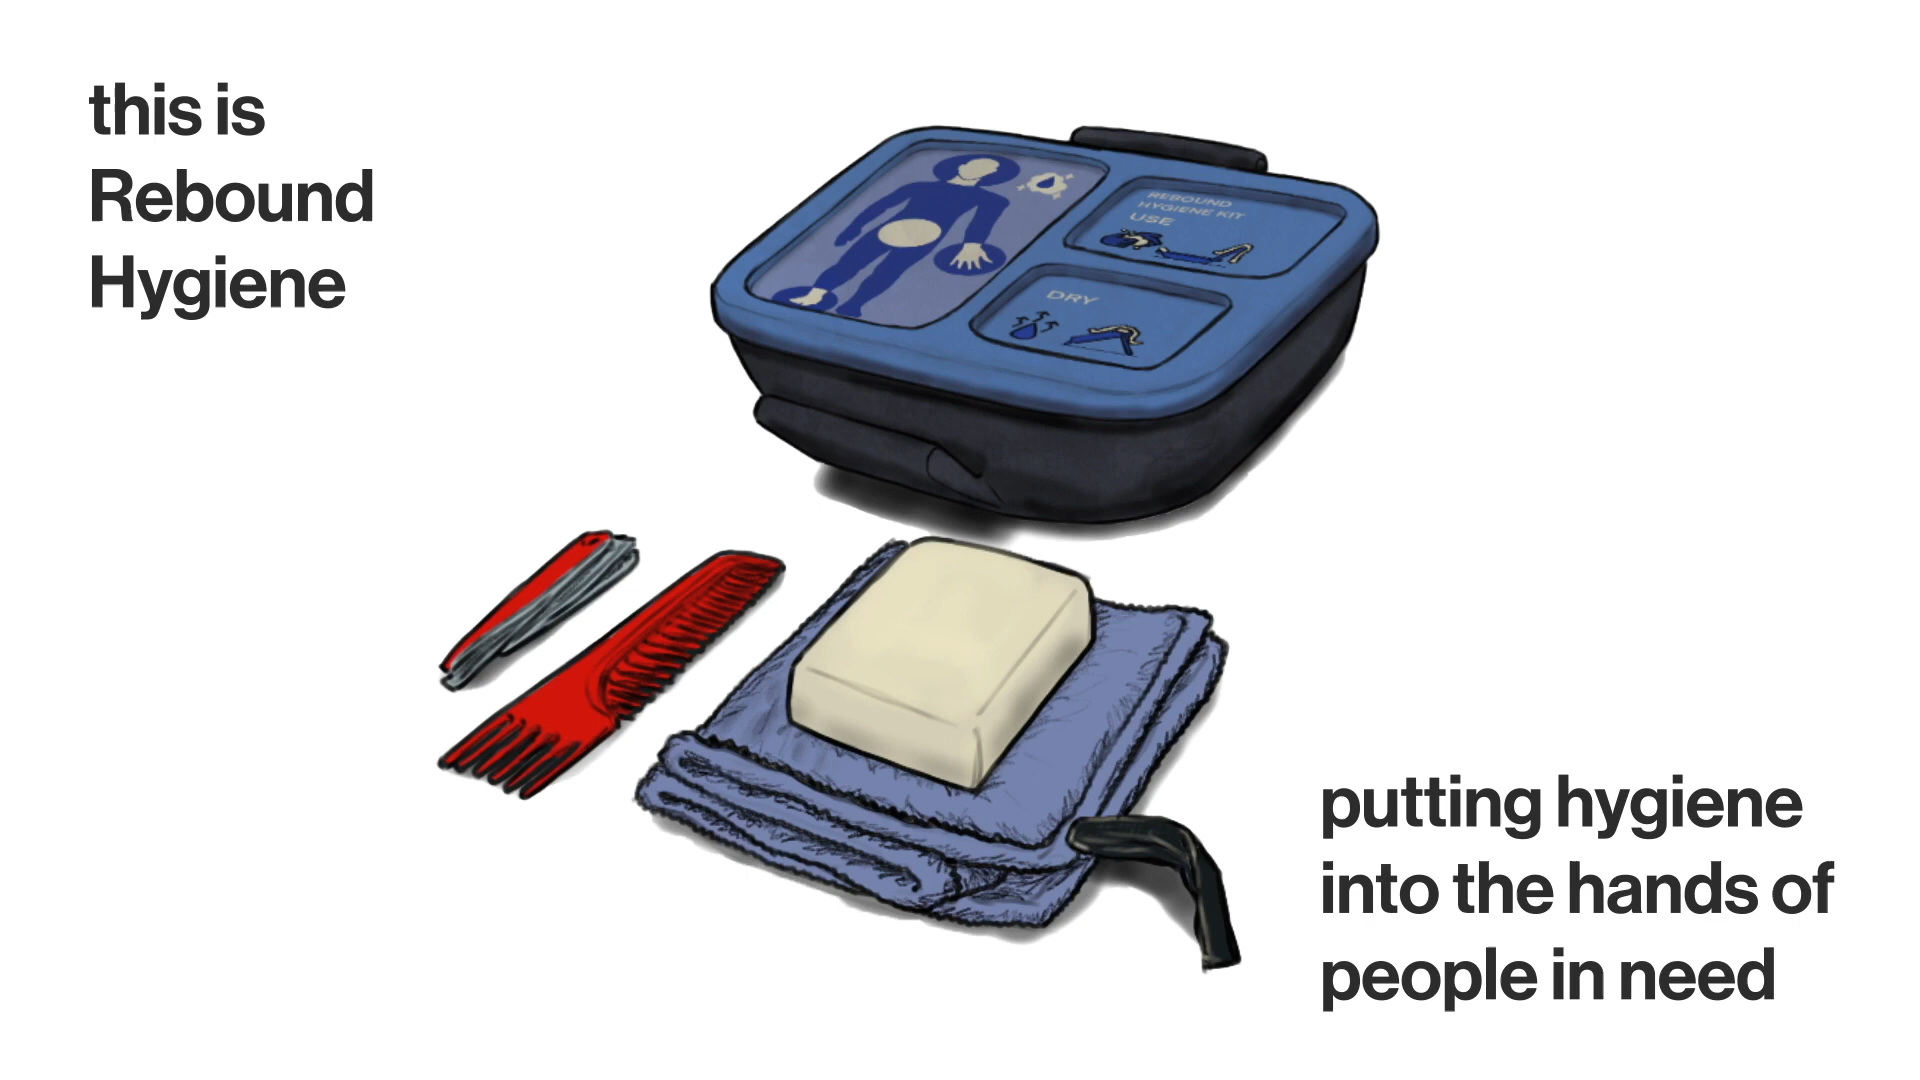 this is
Rebound
Hygiene
REBOUND
HYGIENE KIT
USE
DRY
putting hygiene
into the hands of
people in need